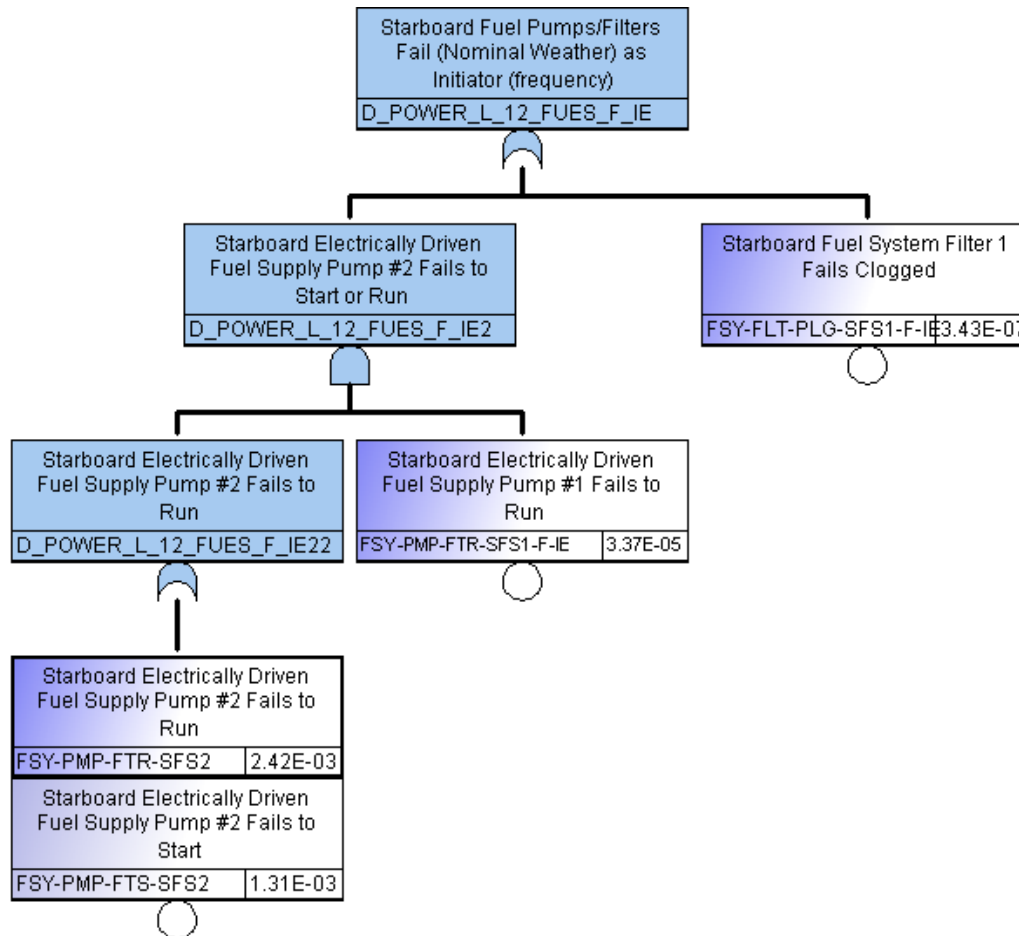 Starboard Fuel Pumps/Filters
Fail (Nominal Weather) as
Initiator (frequency)
D_POWER_L_12_FUES_F_IE
Starboard Electrically Driven
Fuel Supply Pump #2 Fails to
Start or Run
D_POWER_L_12_FUES_F_IE2
Starboard Fuel System Filter 1
Fails Clogged
FSY-FLT-PLG-SFS1-F-IE 3.43E-07
Starboard Electrically Driven
Fuel Supply Pump #2 Fails to
Run
D_POWER_L_12_FUES_F_IE22
Starboard Electrically Driven
Fuel Supply Pump #1 Fails to
Run
FSY-PMP-FTR-SFS1-F-IE 3.37E-05
Starboard Electrically Driven
Fuel Supply Pump #2 Fails to
Run
FSY-PMP-FTR-SFS2 2.42E-03
Starboard Electrically Driven
Fuel Supply Pump #2 Fails to
Start
FSY-PMP-FTS-SFS2 1.31E-03